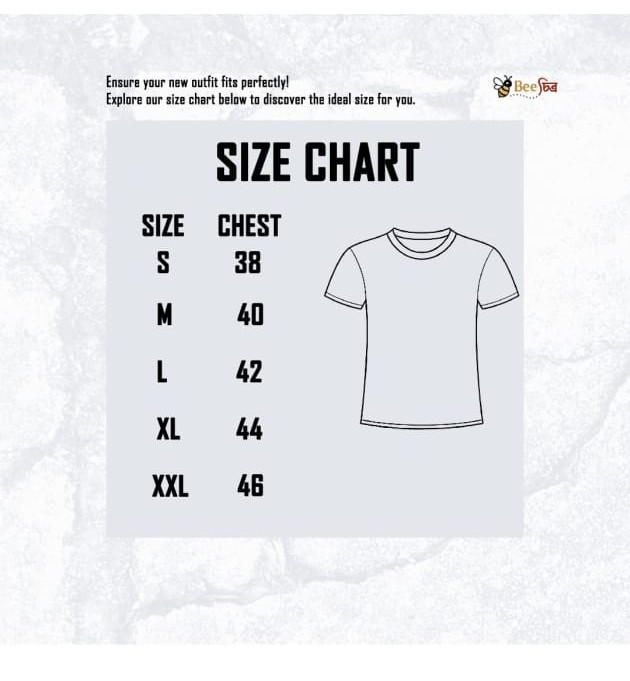 Ensure your new outfit fits perfectly!
Explore our size chart below to discover the ideal size for you.
Bee
SIZE CHART
SIZE CHEST
S 38
M 40
L 42
XL 44
XXL 46